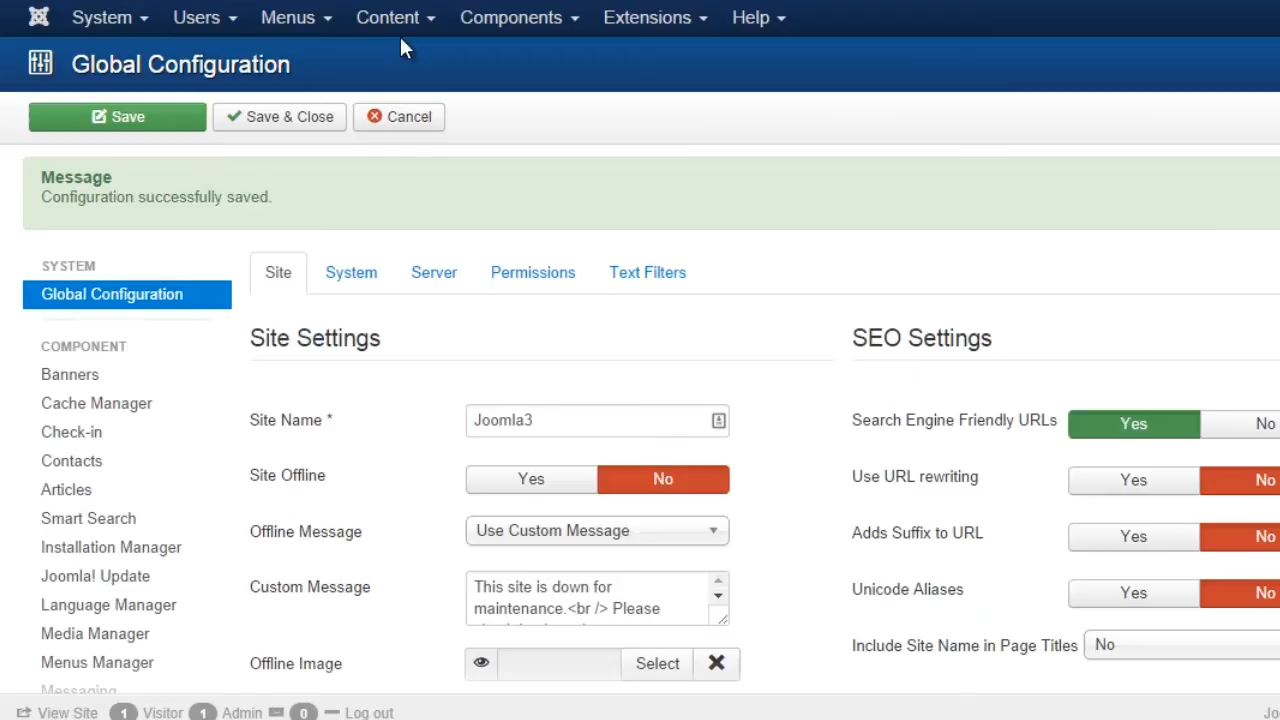 System Users Menus Content Components Extensions Help
Global Configuration
Save Save & Close Cancel
Message
Configuration successfully saved.
SYSTEM
Global Configuration
COMPONENT
Banners
Cache Manager
Check-in
Contacts
Articles
Smart Search
Installation Manager
Joomla! Update
Language Manager
Media Manager
Menus Manager
Messaging
Site System Server Permissions Text Filters
Site Settings
Site Name * Joomla3
Site Offline Yes No
Offline Message Use Custom Message
Custom Message This site is down for
maintenance.<br /> Please
Offline Image Select
SEO Settings
Search Engine Friendly URLs Yes No
Use URL rewriting Yes No
Adds Suffix to URL Yes No
Unicode Aliases Yes No
Include Site Name in Page Titles No
View Site 1 Visitor 1 Admin 0 Log out
Jo